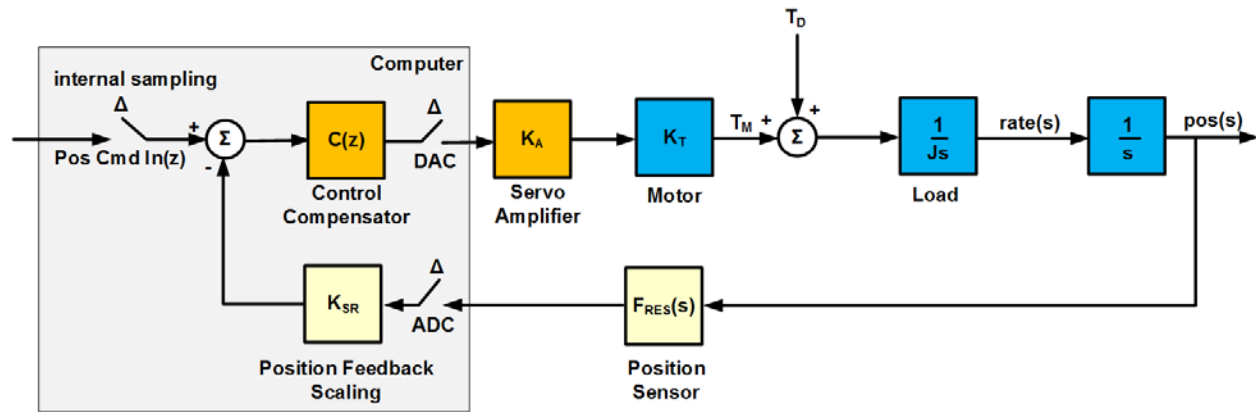 T_D
Computer
internal sampling
Δ
+
Σ
-
Pos Cmd In(z)
C(z)
Δ
DAC
Control
Compensator
K_A
Servo
Amplifier
K_T
Motor
T_M
+
+
Σ
1
Js
Load
rate(s)
1
s
pos(s)
K_SR
Δ
ADC
Position Feedback
Scaling
F_RES(s)
Position
Sensor